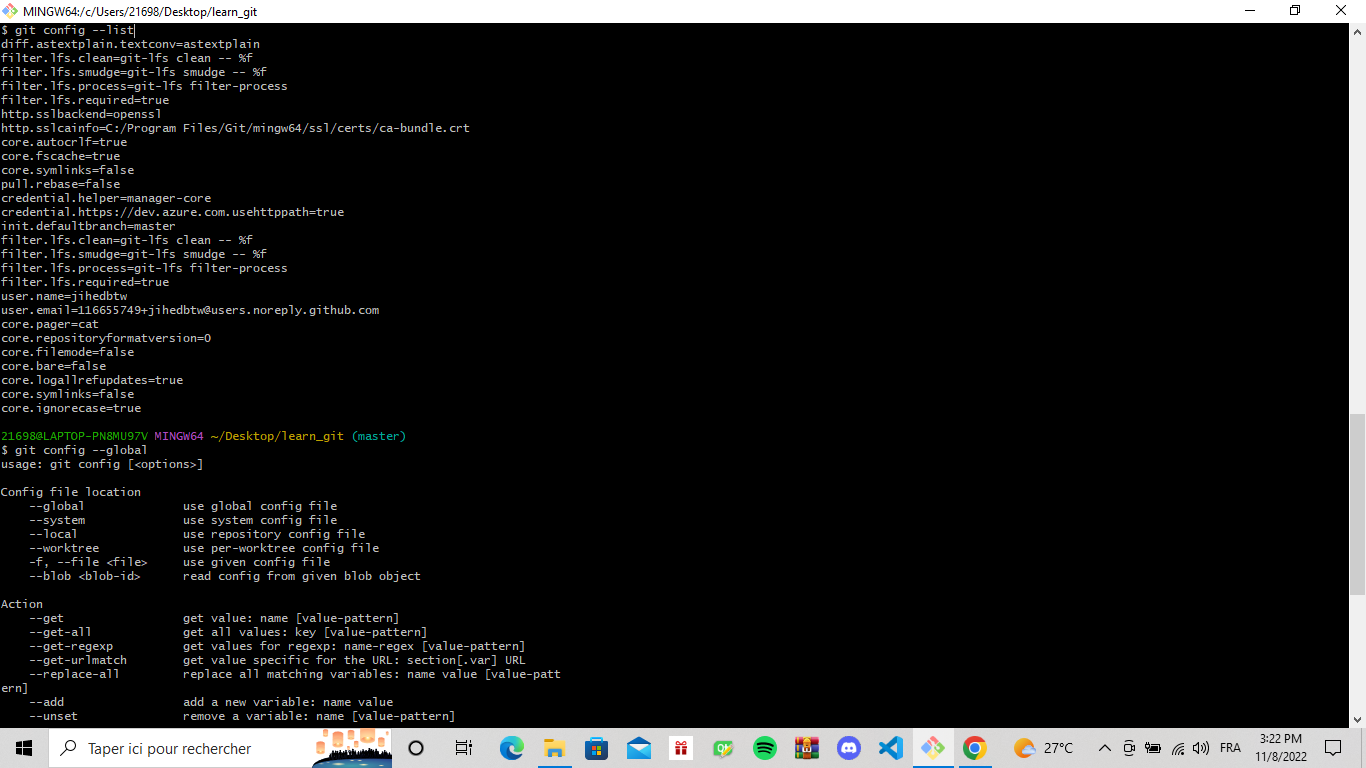 MINGW64:/c/Users/21698/Desktop/learn_git
$ git config --list
diff.astextplain.textconv=astextplain
filter.lfs.clean=git-lfs clean -- %f
filter.lfs.smudge=git-lfs smudge -- %f
filter.lfs.process=git-lfs filter-process
filter.lfs.required=true
http.sslbackend=openssl
http.sslcainfo=C:/Program Files/Git/mingw64/ssl/certs/ca-bundle.crt
core.autocrlf=true
core.fscache=true
core.symlinks=false
pull.rebase=false
credential.helper=manager-core
credential.https://dev.azure.com.usehttppath=true
init.defaultbranch=master
filter.lfs.clean=git-lfs clean -- %f
filter.lfs.smudge=git-lfs smudge -- %f
filter.lfs.process=git-lfs filter-process
filter.lfs.required=true
user.name=jihedbtw
user.email=116655749+jihedbtw@users.noreply.github.com
core.pager=cat
core.repositoryformatversion=0
core.filemode=false
core.bare=false
core.logallrefupdates=true
core.symlinks=false
core.ignorecase=true
21698@LAPTOP-PN8MU97V MINGW64 ~/Desktop/learn_git (master)
$ git config --global
usage: git config [<options>]
Config file location
--global use global config file
--system use system config file
--local use repository config file
--worktree use per-worktree config file
-f, --file <file> use given config file
--blob <blob-id> read config from given blob object
Action
--get get value: name [value-pattern]
--get-all get all values: key [value-pattern]
--get-regexp get values for regexp: name-regex [value-pattern]
--get-urlmatch get value specific for the URL: section[.var] URL
--replace-all replace all matching variables: name value [value-patt
ern]
--add add a new variable: name value
--unset remove a variable: name [value-pattern]
Taper ici pour rechercher
27°C
FRA
3:22 PM
11/8/2022